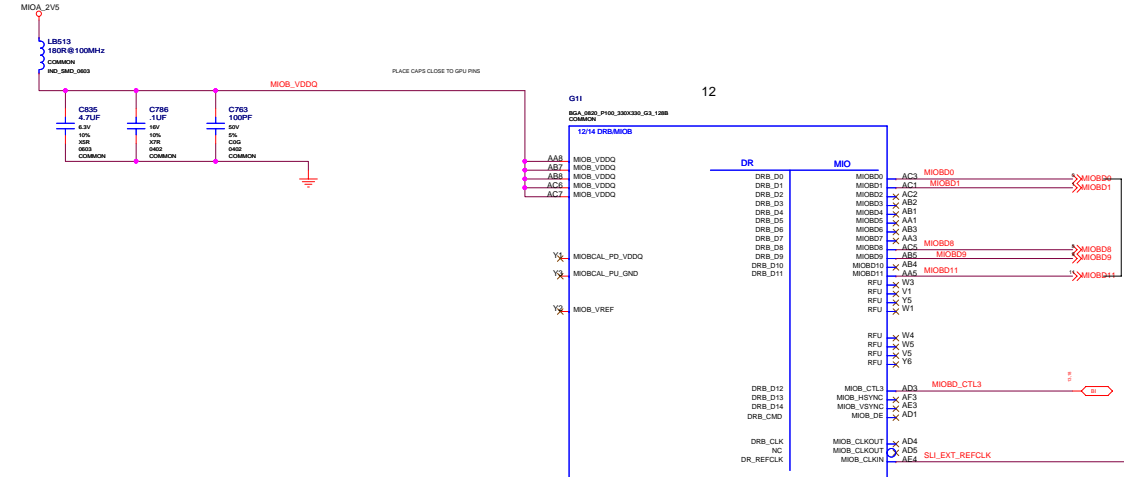 MIOA_2V5
LB513
180R@100MHz
COMMON
IND_SMD_0603
MIOB_VDDQ
PLACE CAPS CLOSE TO GPU PINS
C835
4.7UF
6.3V
10%
X5R
0603
COMMON
C786
.1UF
16V
10%
X7R
0402
COMMON
C763
100PF
50V
5%
C0G
0402
COMMON
12
G1I
BGA_0820_P100_330X330_G3_128B
COMMON
12/14 DRB/MIOB
AA8 MIOB_VDDQ
AB7 MIOB_VDDQ
AB8 MIOB_VDDQ
AC6 MIOB_VDDQ
AC7 MIOB_VDDQ
Y1 MIOBCAL_PD_VDDQ
Y3 MIOBCAL_PU_GND
Y2 MIOB_VREF
DR MIO
DRB_D0 MIOBD0 AC3 MIOBD0 MIOBD0
DRB_D1 MIOBD1 AC1 MIOBD1 MIOBD1
DRB_D2 MIOBD2 AC2
DRB_D3 MIOBD3 AB2
DRB_D4 MIOBD4 AB1
DRB_D5 MIOBD5 AA1
DRB_D6 MIOBD6 AB3
DRB_D7 MIOBD7 AA3
DRB_D8 MIOBD8 AC5 MIOBD8 MIOBD8
DRB_D9 MIOBD9 AB5 MIOBD9 MIOBD9
DRB_D10 MIOBD10 AB4
DRB_D11 MIOBD11 AA5 MIOBD11 11 MIOBD11
RFU W3
RFU V1
RFU Y5
RFU W1
RFU W4
RFU W5
RFU V5
RFU Y6
DRB_D12 MIOB_CTL3 AD3 MIOBD_CTL3 BI
DRB_D13 MIOB_HSYNC AF3
DRB_D14 MIOB_VSYNC AE3
DRB_CMD MIOB_DE AD1
DRB_CLK MIOB_CLKOUT AD4
NC MIOB_CLKOUT AD5
DR_REFCLK MIOB_CLKIN AE4 SLI_EXT_REFCLK